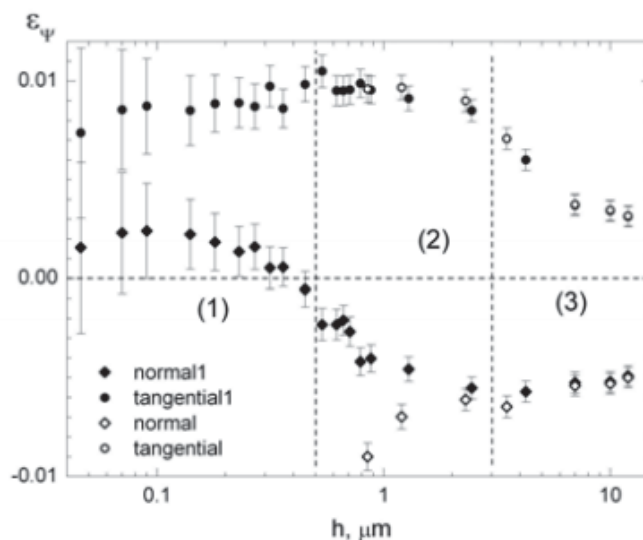 εΨ
0.01
0.00
-0.01
(1)
(2)
(3)
normal1
tangential1
normal
tangential
0.1
1
10
h, μm